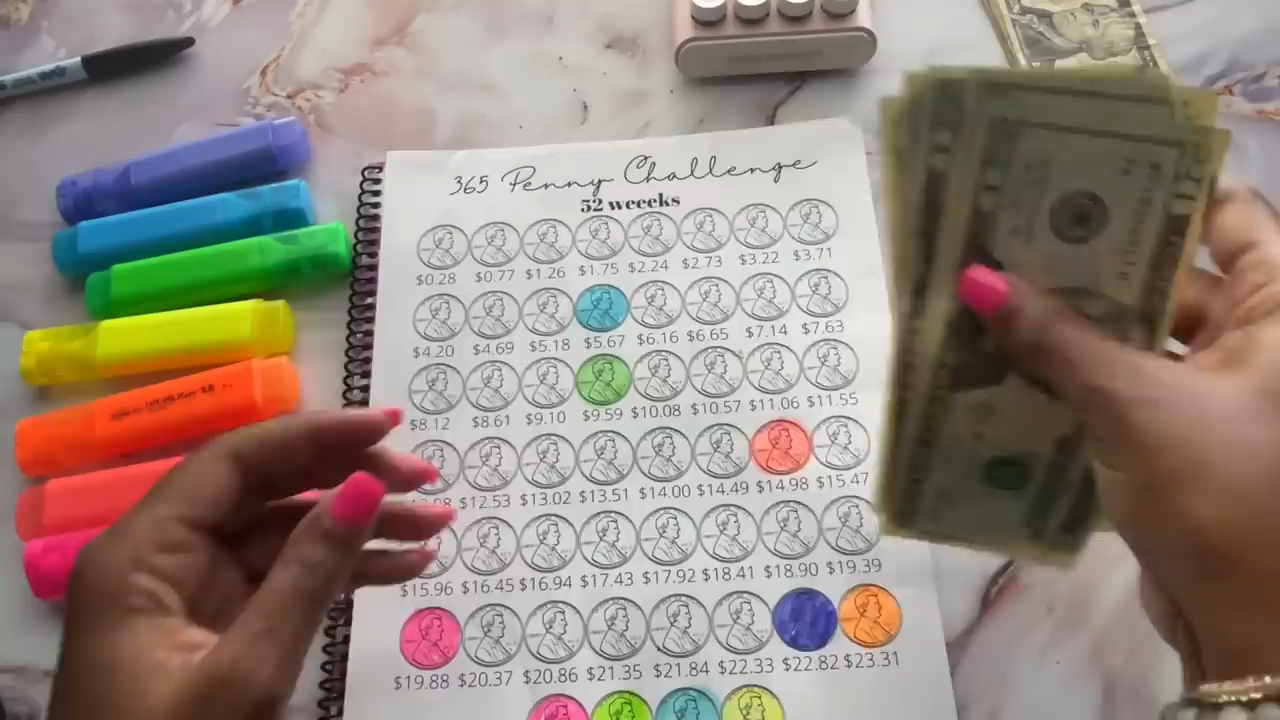 365 Penny Challenge
52 weeeks
$0.28 $0.77 $1.26 $1.75 $2.24 $2.73 $3.22 $3.71
$4.20 $4.69 $5.18 $5.67 $6.16 $6.65 $7.14 $7.63
$8.12 $8.61 $9.10 $9.59 $10.08 $10.57 $11.06 $11.55
$12.53 $13.02 $13.51 $14.00 $14.49 $14.98 $15.47
$15.96 $16.45 $16.94 $17.43 $17.92 $18.41 $18.90 $19.39
$19.88 $20.37 $20.86 $21.35 $21.84 $22.33 $22.82 $23.31